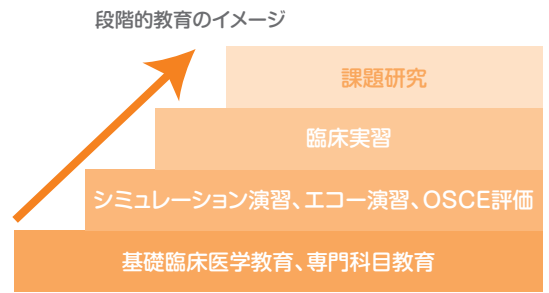 段階的教育のイメージ
課題研究
臨床実習
シミュレーション演習、エコー演習、OSCE評価
基礎臨床医学教育、専門科目教育